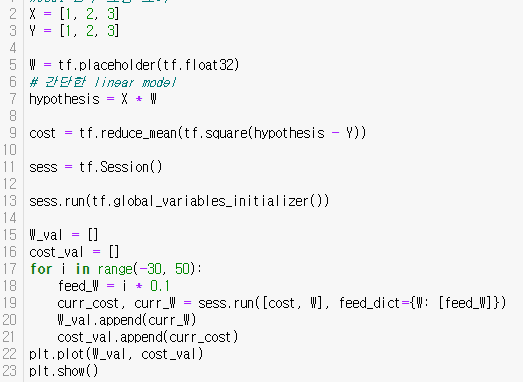 2 X = [1, 2, 3]
3 Y = [1, 2, 3]
4
5 W = tf.placeholder(tf.float32)
6 # 간단한 linear model
7 hypothesis = X * W
8
9 cost = tf.reduce_mean(tf.square(hypothesis - Y))
10
11 sess = tf.Session()
12
13 sess.run(tf.global_variables_initializer())
14
15 W_val = []
16 cost_val = []
17 for i in range(-30, 50):
18     feed_W = i * 0.1
19     curr_cost, curr_W = sess.run([cost, W], feed_dict={W: [feed_W]})
20     W_val.append(curr_W)
21     cost_val.append(curr_cost)
22 plt.plot(W_val, cost_val)
23 plt.show()